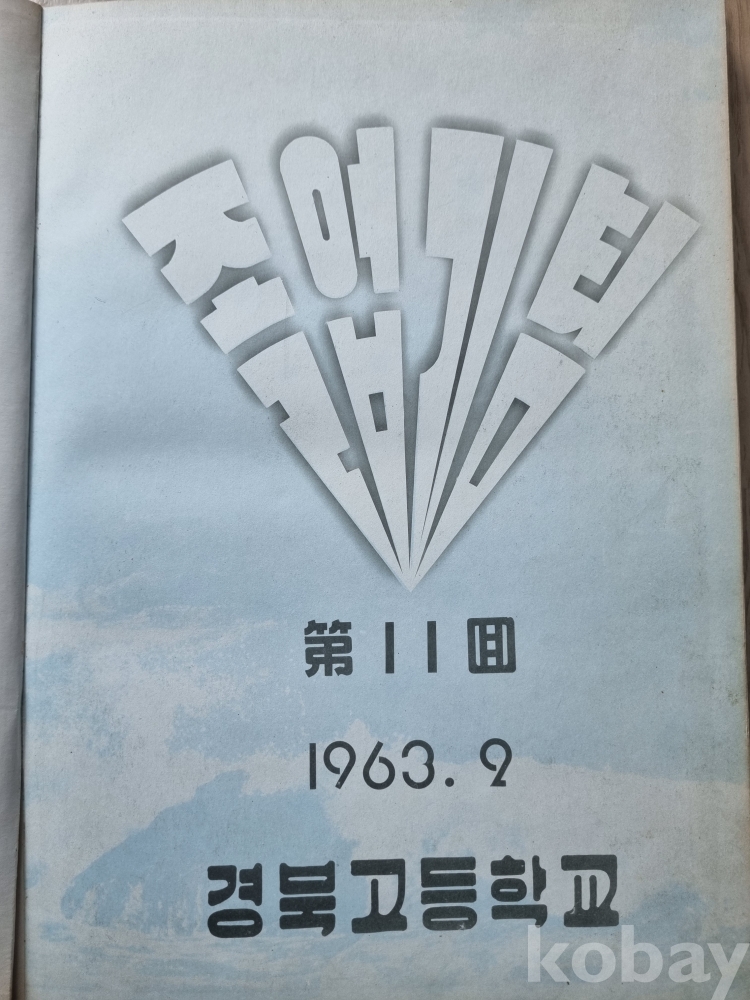 졸업기념
第11回
1963. 2
경북고등학교
kobay